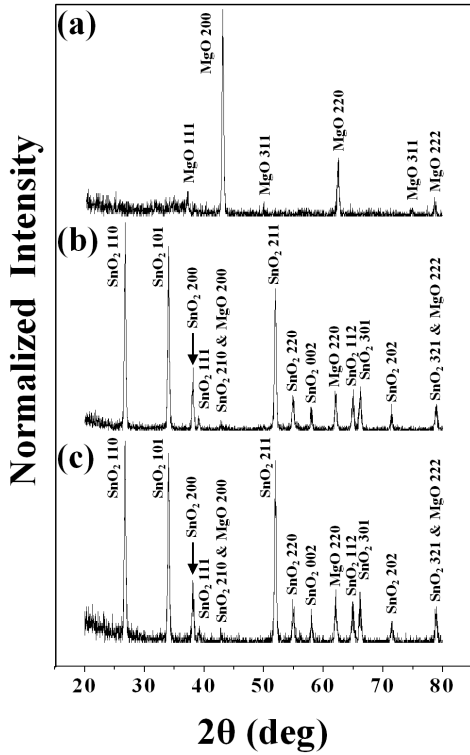 Normalized Intensity
(a)
MgO 111
MgO 200
MgO 311
MgO 220
MgO 311
MgO 222
(b)
SnO₂ 110
SnO₂ 101
SnO₂ 200
SnO₂ 111
SnO₂ 210 & MgO 200
SnO₂ 211
SnO₂ 220
SnO₂ 002
MgO 220
SnO₂ 112
SnO₂ 301
SnO₂ 202
SnO₂ 321 & MgO 222
(c)
SnO₂ 110
SnO₂ 101
SnO₂ 200
SnO₂ 111
SnO₂ 210 & MgO 200
SnO₂ 211
SnO₂ 220
SnO₂ 002
MgO 220
SnO₂ 112
SnO₂ 301
SnO₂ 202
SnO₂ 321 & MgO 222
20 30 40 50 60 70 80
2θ (deg)